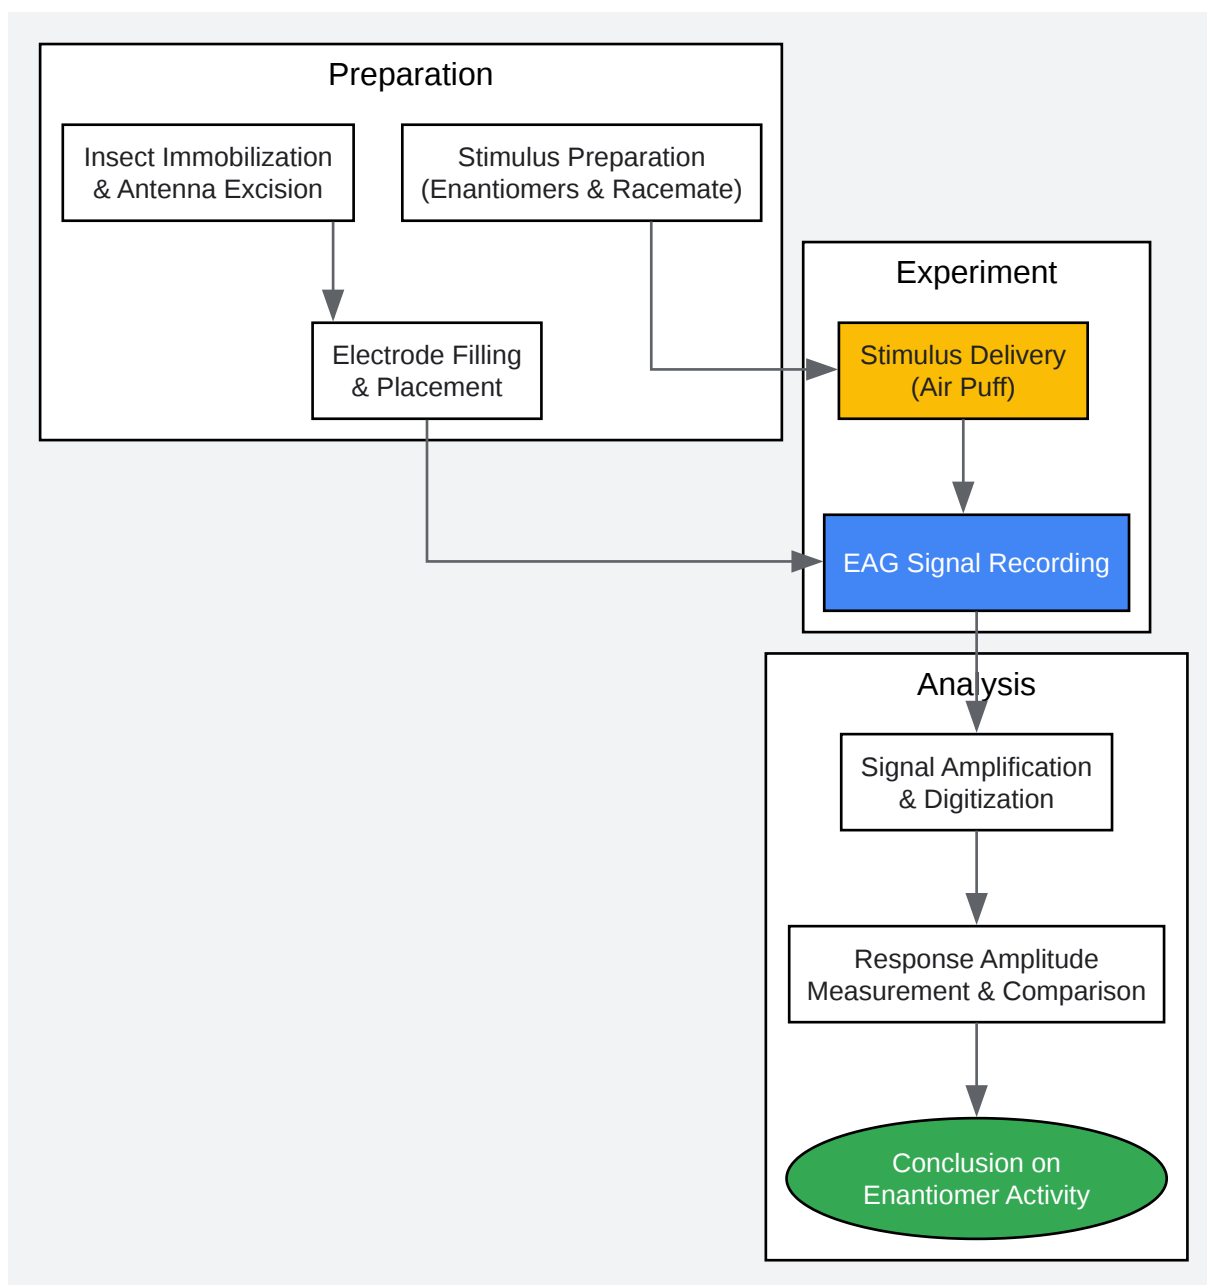 Preparation
Insect Immobilization
& Antenna Excision
Stimulus Preparation
(Enantiomers & Racemate)
Electrode Filling
& Placement
Experiment
Stimulus Delivery
(Air Puff)
EAG Signal Recording
Analysis
Signal Amplification
& Digitization
Response Amplitude
Measurement & Comparison
Conclusion on
Enantiomer Activity